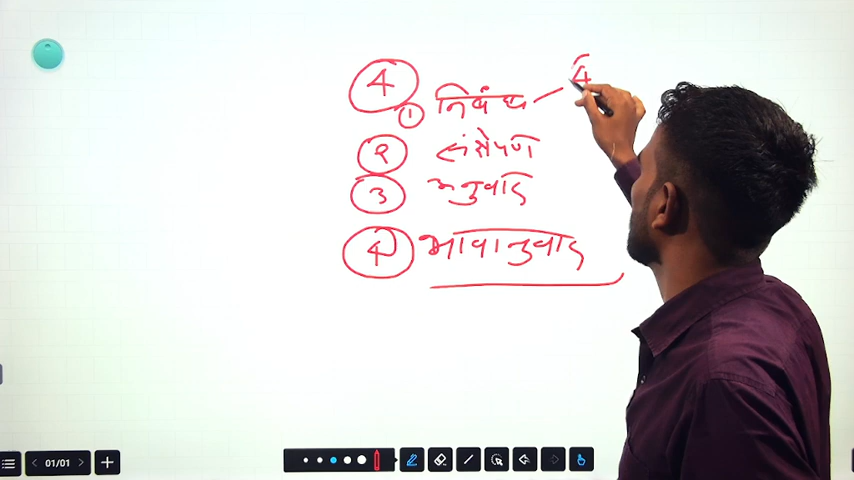 4
① निबंध – 4
② संक्षेपण
③ अनुवाद
④ भावानुवाद
01/01